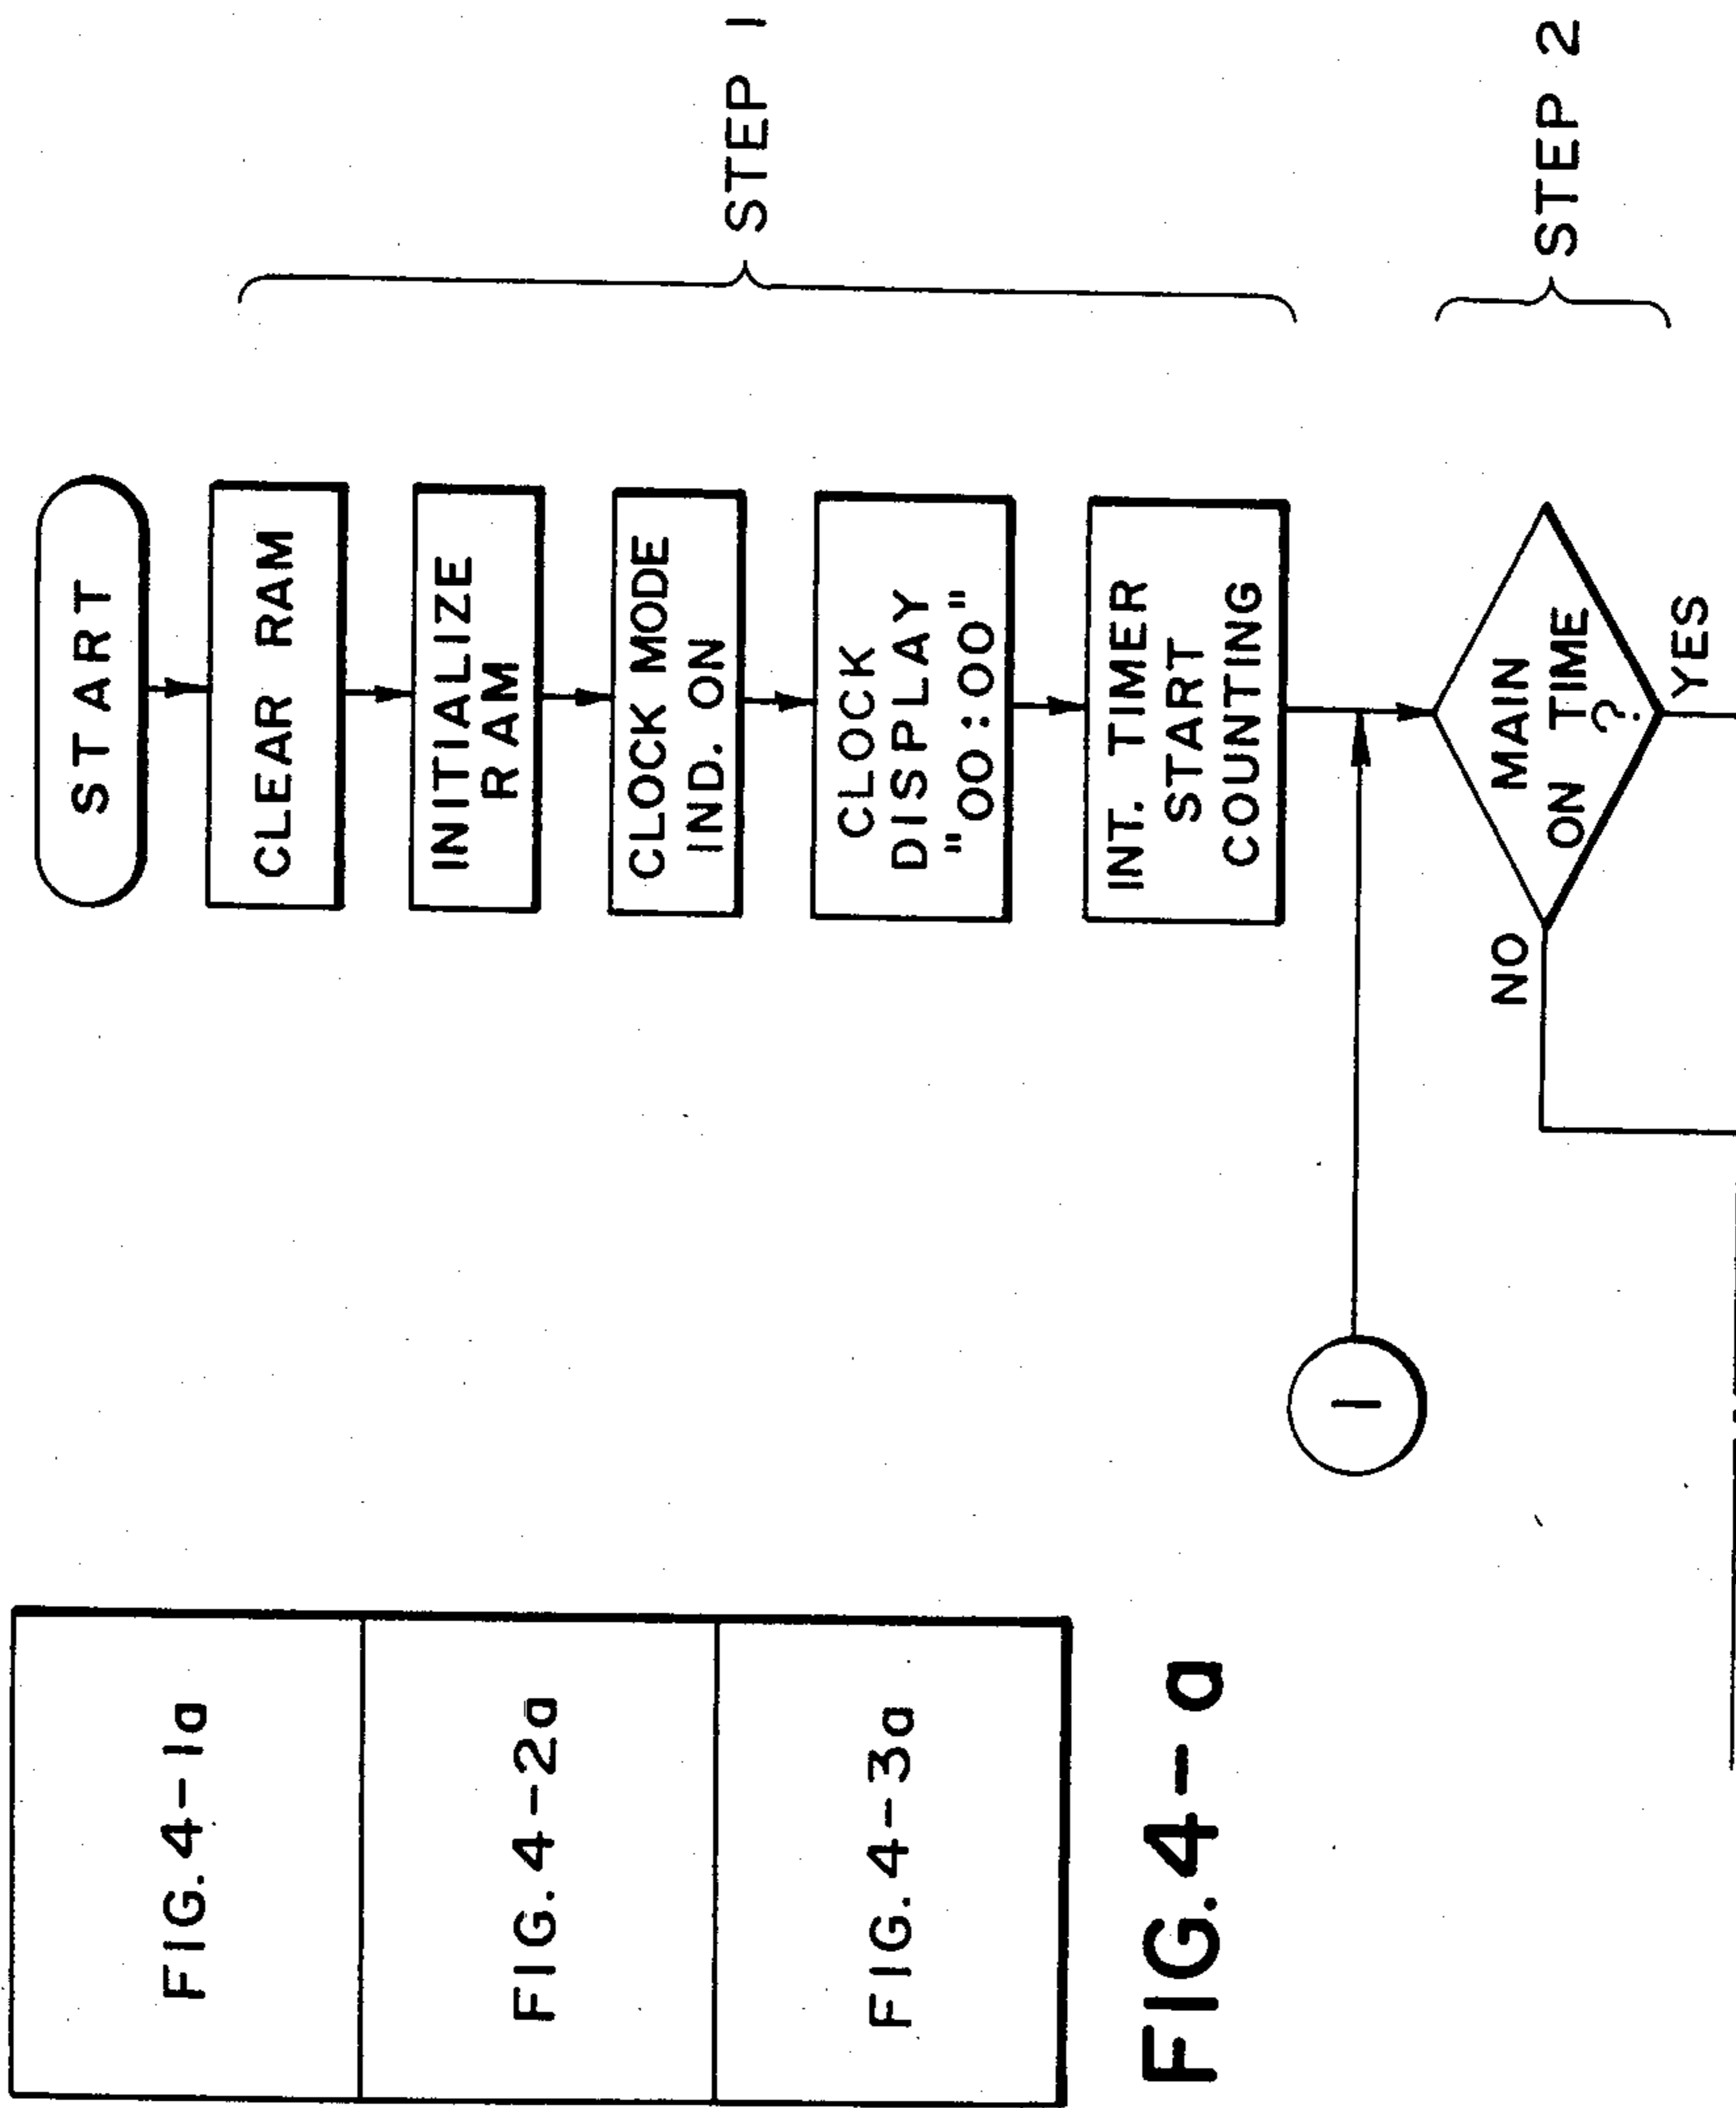 START
CLEAR RAM
INITIALIZE
RAM
CLOCK MODE
IND. ON
CLOCK
DISPLAY
"00:00"
INT. TIMER
START
COUNTING
STEP 1
1
MAIN
ON TIME
?
NO
YES
STEP 2
FIG. 4-1a
FIG. 4-2a
FIG. 4-3a
FIG. 4-a